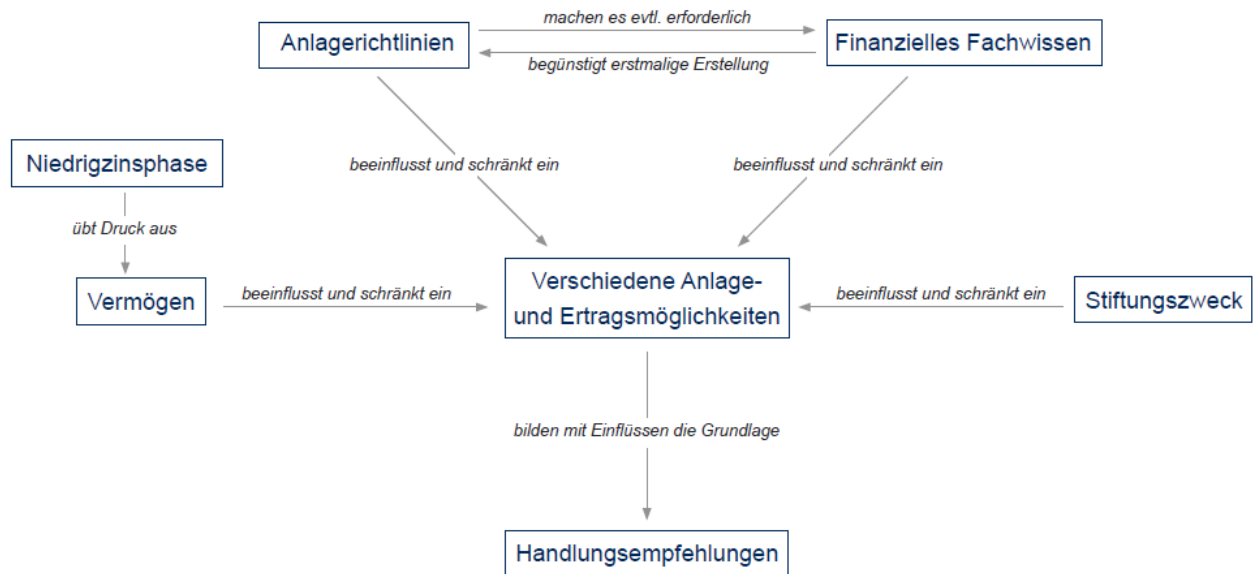 machen es evtl. erforderlich
Anlagerichtlinien
Finanzielles Fachwissen
begünstigt erstmalige Erstellung
Niedrigzinsphase
beeinflusst und schränkt ein
beeinflusst und schränkt ein
übt Druck aus
Vermögen
beeinflusst und schränkt ein
Verschiedene Anlage-
und Ertragsmöglichkeiten
beeinflusst und schränkt ein
Stiftungszweck
bilden mit Einflüssen die Grundlage
Handlungsempfehlungen